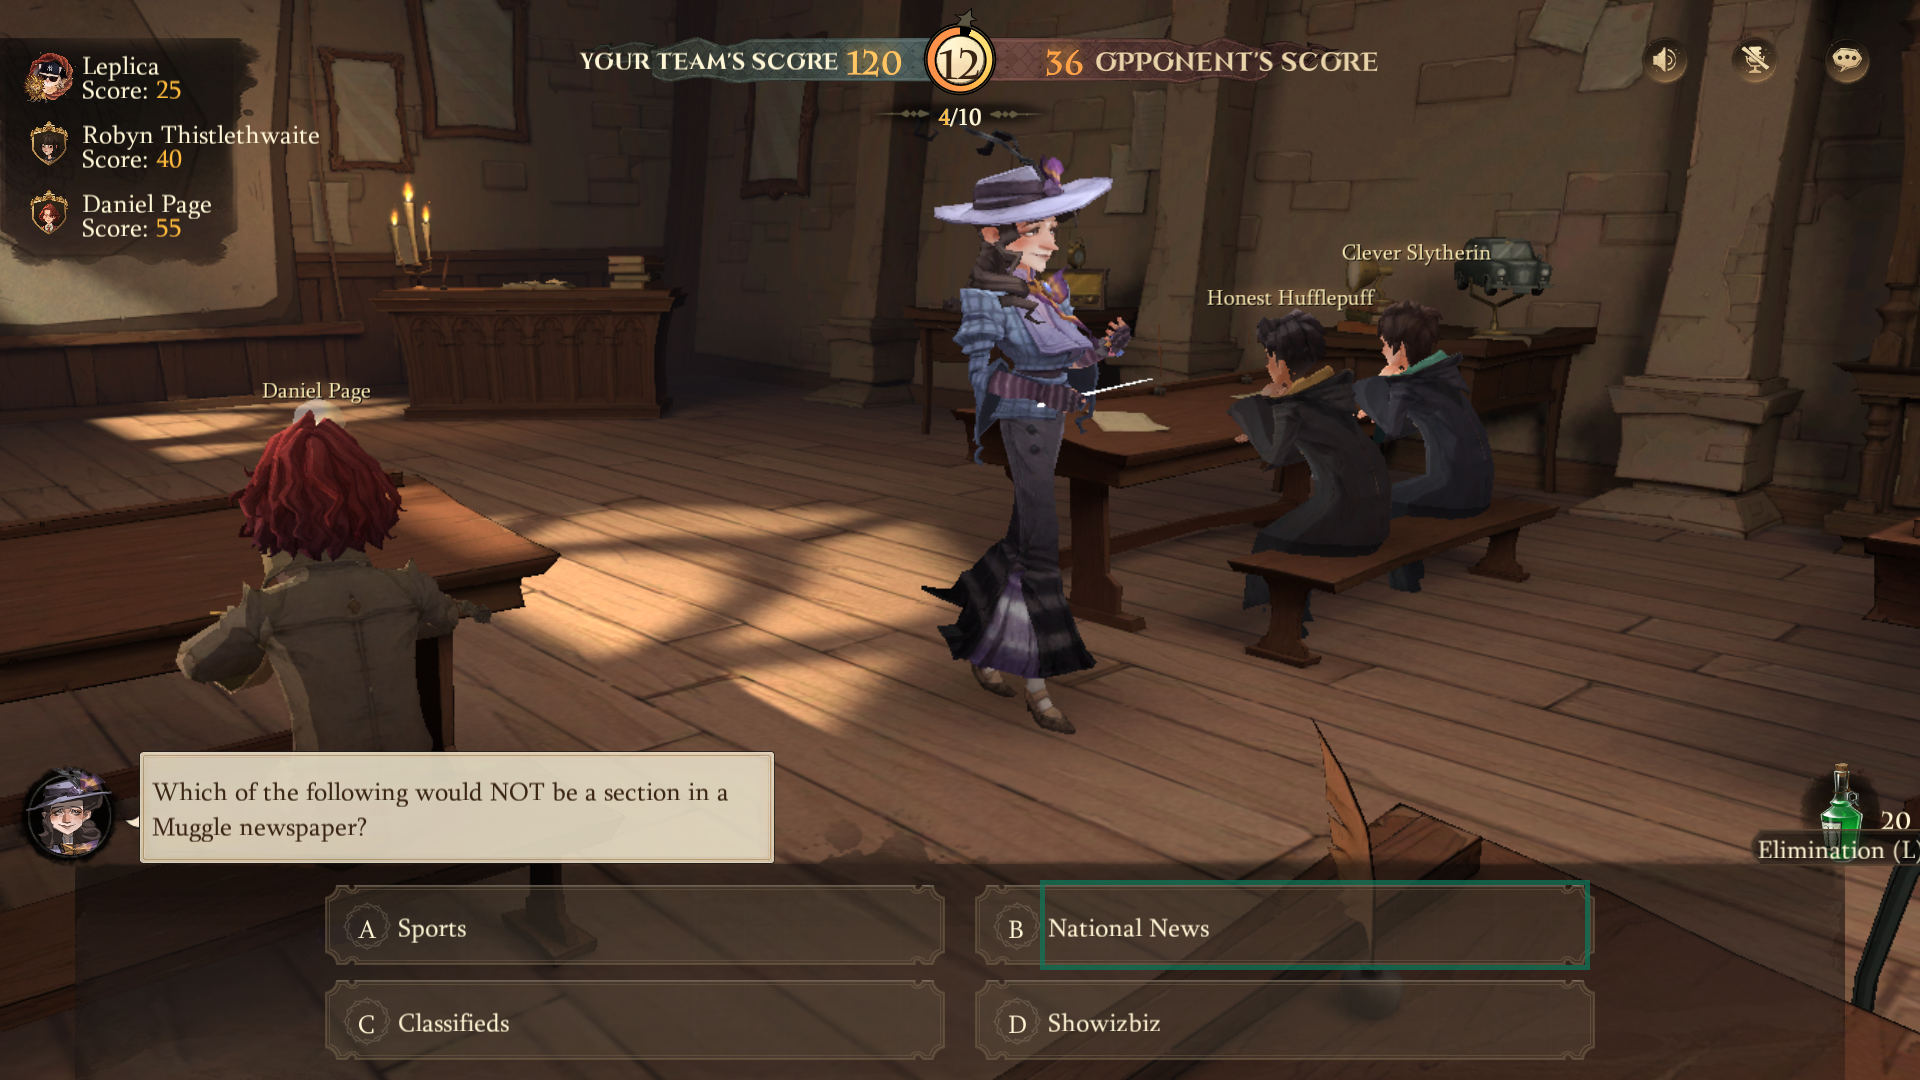 Leplica
Score: 25
Robyn Thistlethwaite
Score: 40
Daniel Page
Score: 55
YOUR TEAM'S SCORE 120
12
36 OPPONENT'S SCORE
4/10
Clever Slytherin
Honest Hufflepuff
Daniel Page
Which of the following would NOT be a section in a
Muggle newspaper?
20
Elimination (L)
A Sports
B National News
C Classifieds
D Showizbiz